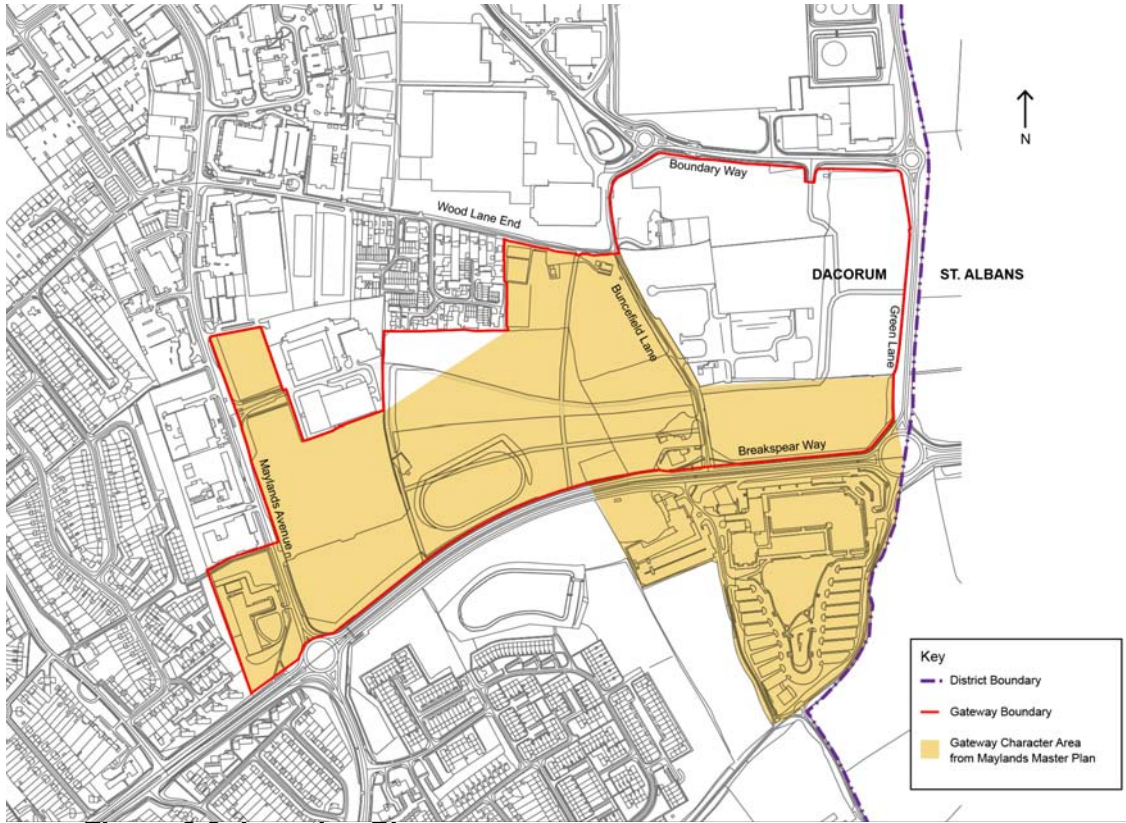 N
Boundary Way
Wood Lane End
DACORUM
ST. ALBANS
Buncefield Lane
Green Lane
Breakspear Way
Maylands Avenue
Key
District Boundary
Gateway Boundary
Gateway Character Area
from Maylands Master Plan